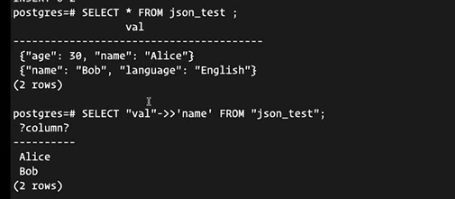 postgres=# SELECT * FROM json_test ;
val
{"age": 30, "name": "Alice"}
{"name": "Bob", "language": "English"}
(2 rows)
postgres=# SELECT "val"->>'name' FROM "json_test";
?column?
Alice
Bob
(2 rows)